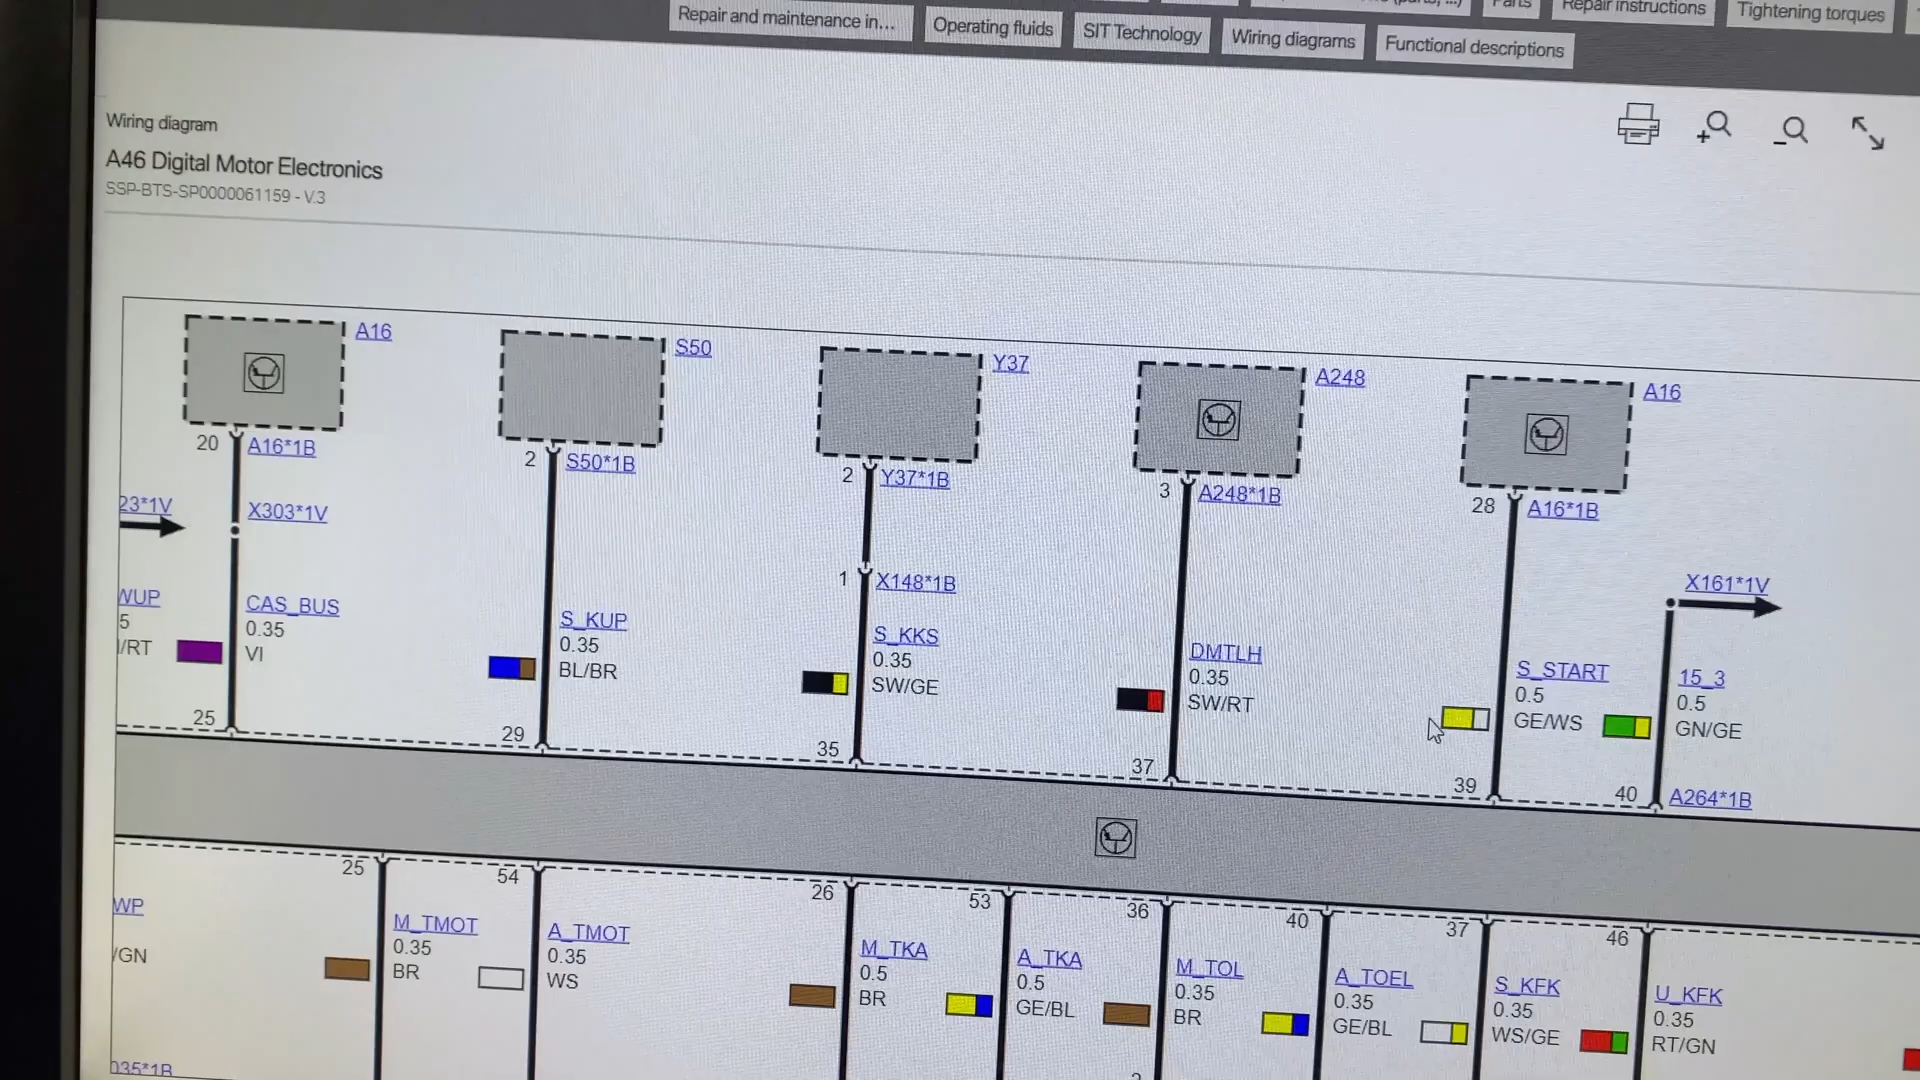 Repair and maintenance in...
Operating fluids
SIT Technology
Wiring diagrams
Functional descriptions
Parts
Repair instructions
Tightening torques
Wiring diagram
A46 Digital Motor Electronics
SSP-BTS-SP0000061159 - V.3
A16
S50
Y37
A248
A16
20 A16*1B
2 S50*1B
2 Y37*1B
3 A248*1B
28 A16*1B
23*1V
X303*1V
1 X148*1B
X161*1V
WUP
5
/RT
CAS_BUS
0.35
VI
S_KUP
0.35
BL/BR
S_KKS
0.35
SW/GE
DMTLH
0.35
SW/RT
S_START
0.5
GE/WS
15_3
0.5
GN/GE
25
29
35
37
39
40 A264*1B
25
54
26
53
36
40
37
46
WP
/GN
M_TMOT
0.35
BR
A_TMOT
0.35
WS
M_TKA
0.5
BR
A_TKA
0.5
GE/BL
M_TOL
0.35
BR
A_TOEL
0.35
GE/BL
S_KFK
0.35
WS/GE
U_KFK
0.35
RT/GN
035*1B